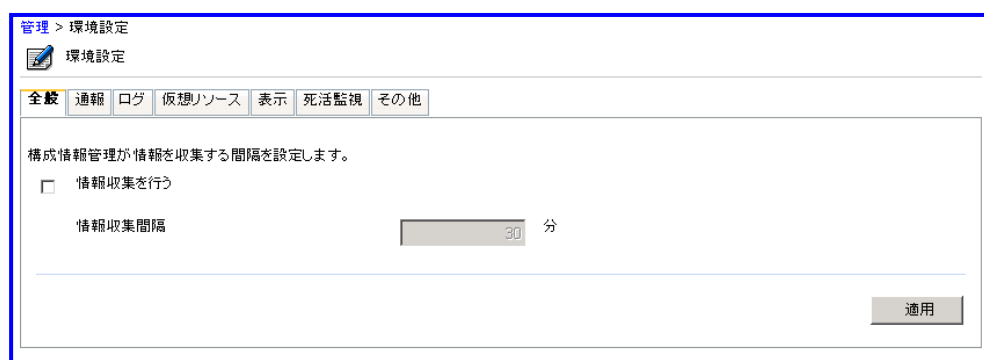 管理 > 環境設定
環境設定
全般 通報 ログ 仮想リソース 表示 死活監視 その他
構成情報管理が情報を収集する間隔を設定します。
情報収集を行う
情報収集間隔 30 分
適用